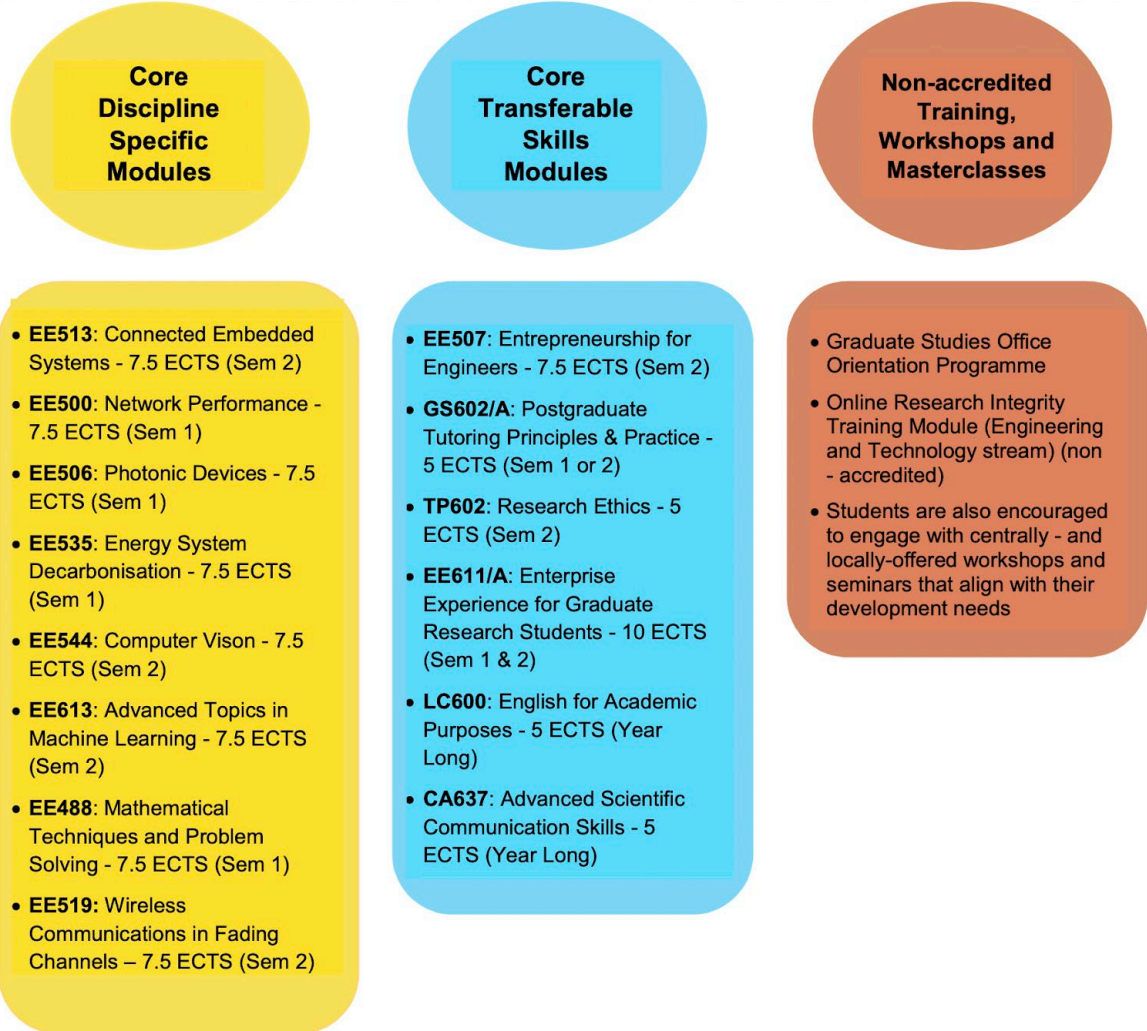 Core
Discipline
Specific
Modules
Core
Transferable
Skills
Modules
Non-accredited
Training,
Workshops and
Masterclasses
• EE513: Connected Embedded
Systems - 7.5 ECTS (Sem 2)
• EE500: Network Performance -
7.5 ECTS (Sem 1)
• EE506: Photonic Devices - 7.5
ECTS (Sem 1)
• EE535: Energy System
Decarbonisation - 7.5 ECTS
(Sem 1)
• EE544: Computer Vison - 7.5
ECTS (Sem 2)
• EE613: Advanced Topics in
Machine Learning - 7.5 ECTS
(Sem 2)
• EE488: Mathematical
Techniques and Problem
Solving - 7.5 ECTS (Sem 1)
• EE519: Wireless
Communications in Fading
Channels – 7.5 ECTS (Sem 2)
• EE507: Entrepreneurship for
Engineers - 7.5 ECTS (Sem 2)
• GS602/A: Postgraduate
Tutoring Principles & Practice -
5 ECTS (Sem 1 or 2)
• TP602: Research Ethics - 5
ECTS (Sem 2)
• EE611/A: Enterprise
Experience for Graduate
Research Students - 10 ECTS
(Sem 1 & 2)
• LC600: English for Academic
Purposes - 5 ECTS (Year
Long)
• CA637: Advanced Scientific
Communication Skills - 5
ECTS (Year Long)
• Graduate Studies Office
Orientation Programme
• Online Research Integrity
Training Module (Engineering
and Technology stream) (non
- accredited)
• Students are also encouraged
to engage with centrally - and
locally-offered workshops and
seminars that align with their
development needs